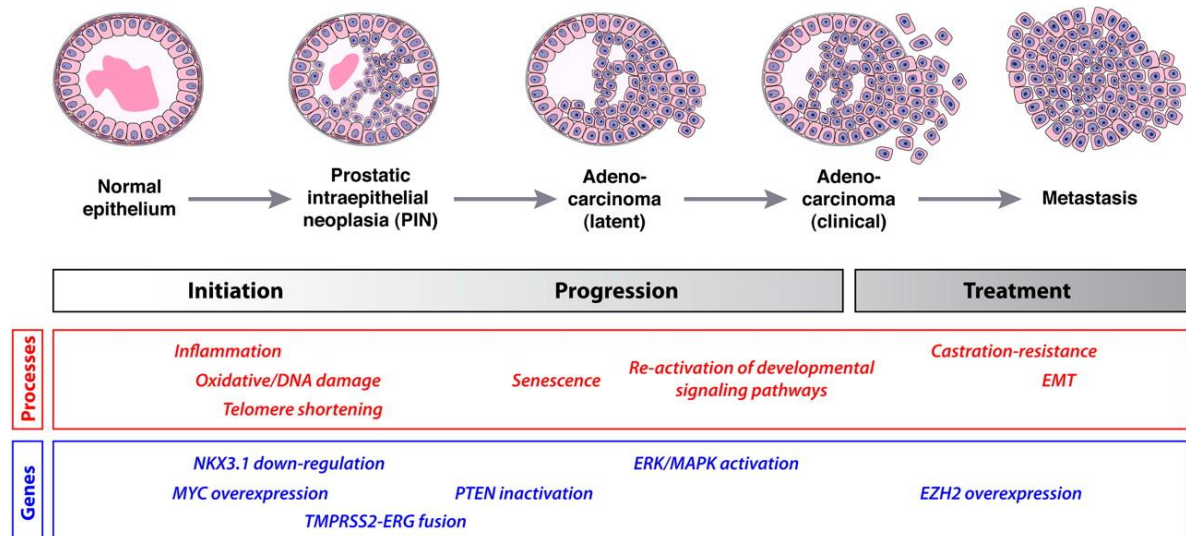 Normal
epithelium
Prostatic
intraepithelial
neoplasia (PIN)
Adeno-
carcinoma
(latent)
Adeno-
carcinoma
(clinical)
Metastasis
Initiation
Progression
Treatment
Processes
Inflammation
Oxidative/DNA damage
Telomere shortening
Senescence
Re-activation of developmental
signaling pathways
Castration-resistance
EMT
Genes
NKX3.1 down-regulation
MYC overexpression
TMPRSS2-ERG fusion
PTEN inactivation
ERK/MAPK activation
EZH2 overexpression